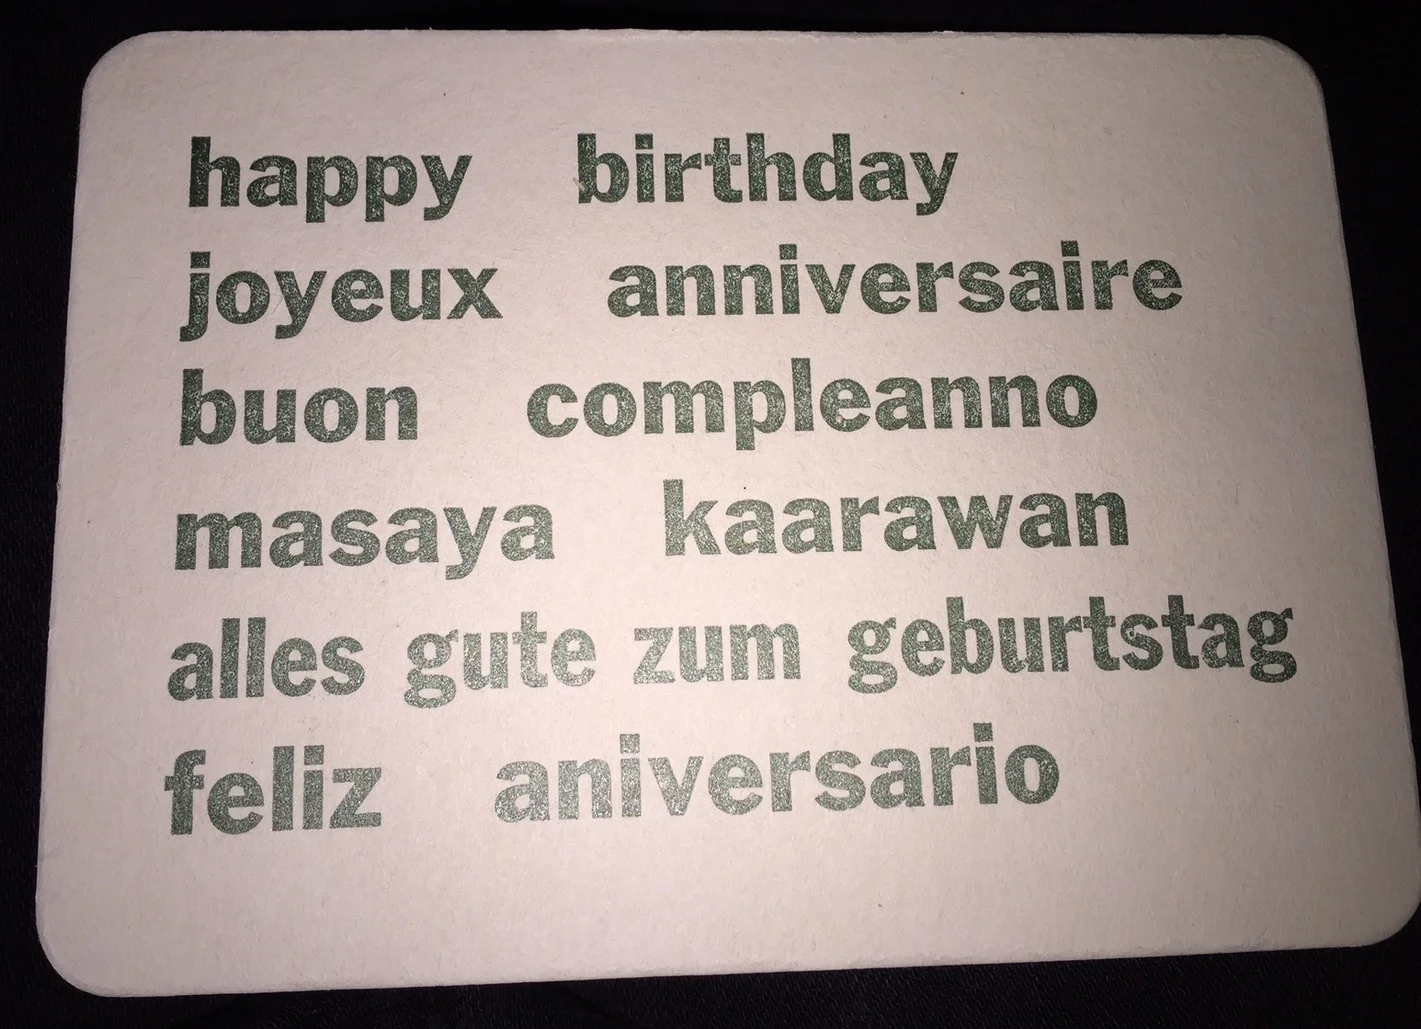 happy birthday
joyeux anniversaire
buon compleanno
masaya kaarawan
alles gute zum geburtstag
feliz aniversario